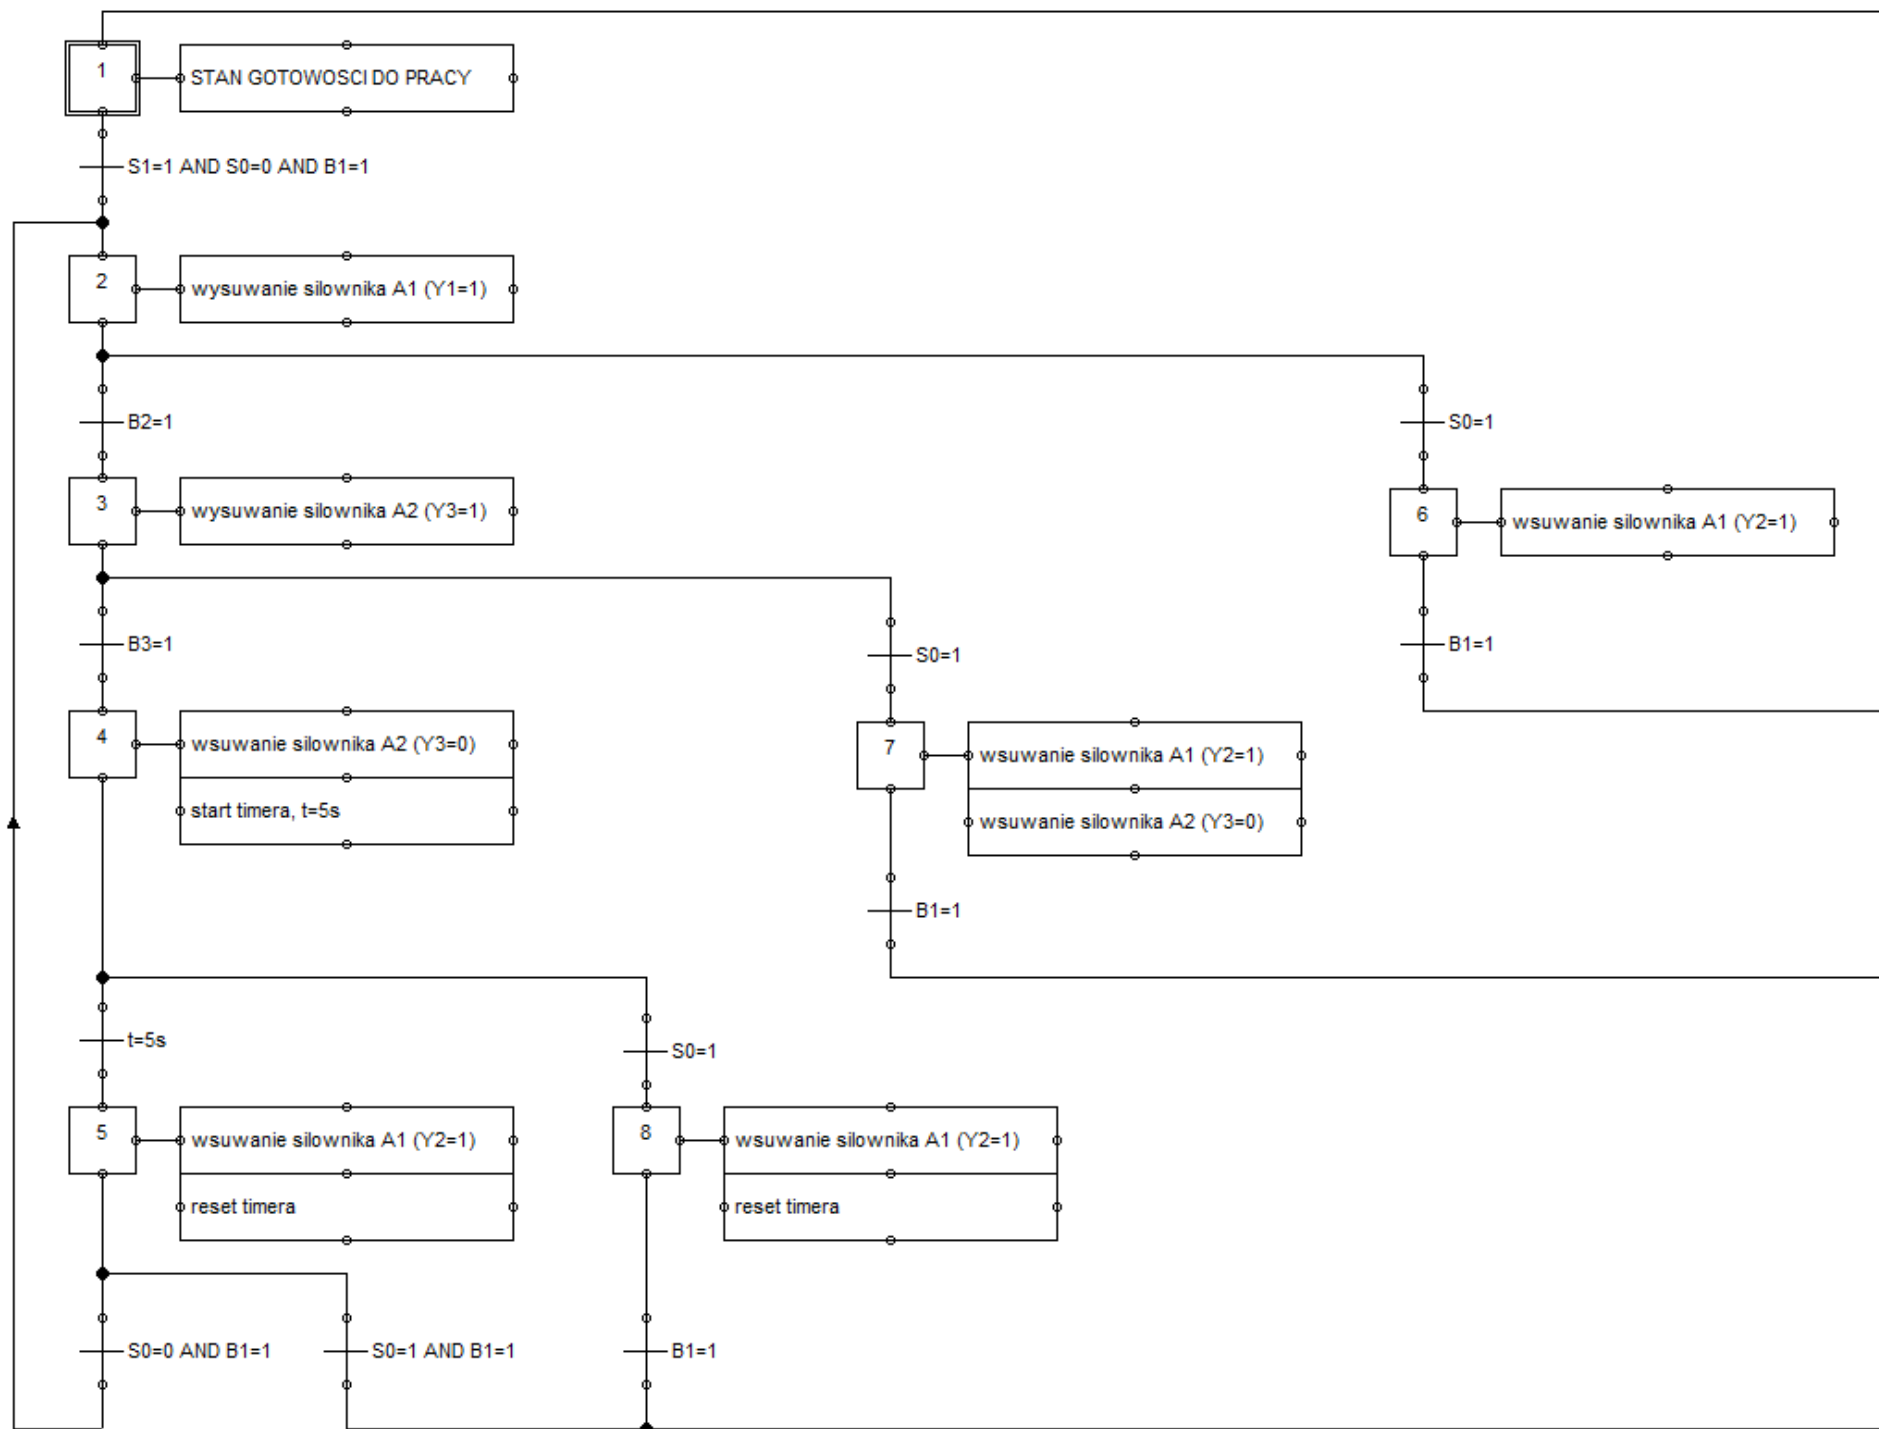 1
STAN GOTOWOSCI DO PRACY
S1=1 AND S0=0 AND B1=1
2
wysuwanie silownika A1 (Y1=1)
B2=1
S0=1
3
wysuwanie silownika A2 (Y3=1)
6
wsuwanie silownika A1 (Y2=1)
B3=1
S0=1
B1=1
4
wsuwanie silownika A2 (Y3=0)
start timera, t=5s
7
wsuwanie silownika A1 (Y2=1)
wsuwanie silownika A2 (Y3=0)
B1=1
t=5s
S0=1
5
wsuwanie silownika A1 (Y2=1)
reset timera
8
wsuwanie silownika A1 (Y2=1)
reset timera
S0=0 AND B1=1
S0=1 AND B1=1
B1=1